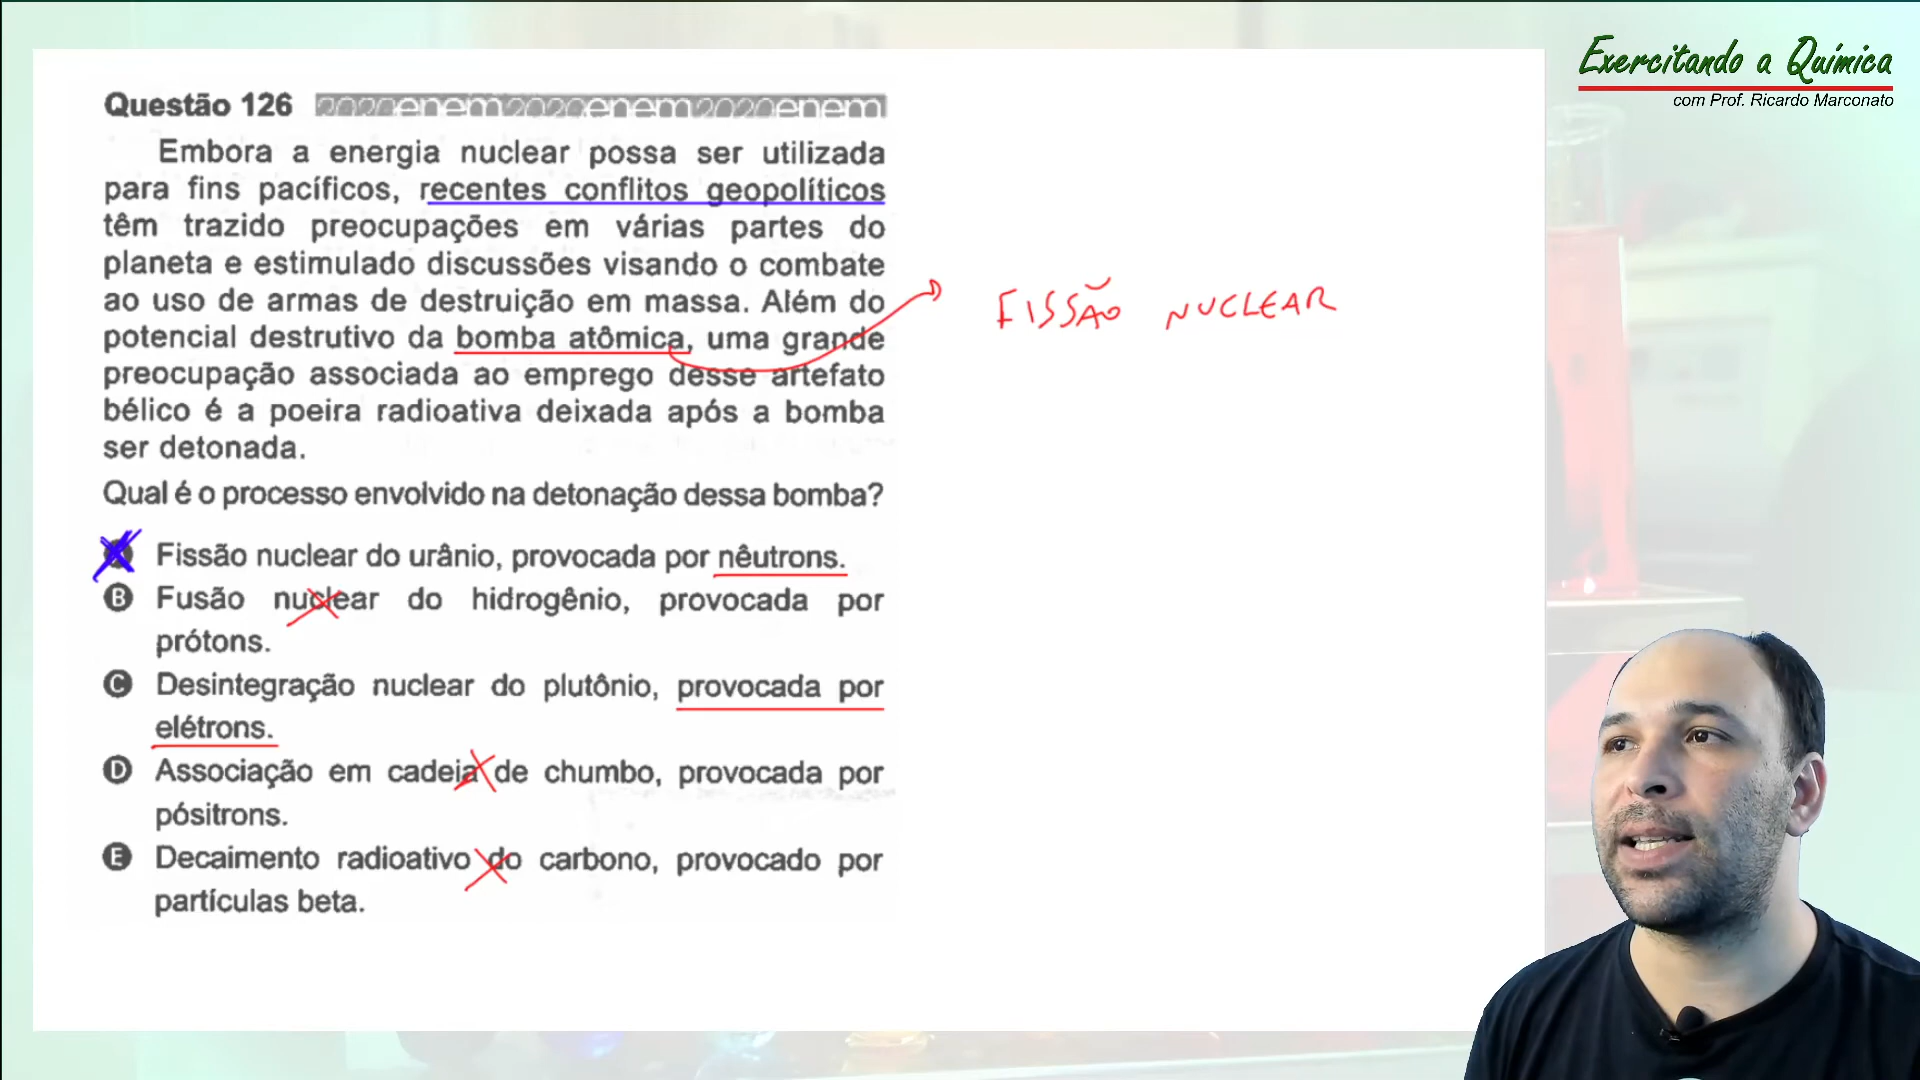 Exercitando a Química
com Prof. Ricardo Marconato
Questão 126 2020enem2020enem2020enem
Embora a energia nuclear possa ser utilizada
para fins pacíficos, recentes conflitos geopolíticos
têm trazido preocupações em várias partes do
planeta e estimulado discussões visando o combate
ao uso de armas de destruição em massa. Além do
potencial destrutivo da bomba atômica, uma grande
preocupação associada ao emprego desse artefato
bélico é a poeira radioativa deixada após a bomba
ser detonada.
FISSÃO NUCLEAR
Qual é o processo envolvido na detonação dessa bomba?
Fissão nuclear do urânio, provocada por nêutrons.
B Fusão nuclear do hidrogênio, provocada por
prótons.
C Desintegração nuclear do plutônio, provocada por
elétrons.
D Associação em cadeia de chumbo, provocada por
pósitrons.
E Decaimento radioativo do carbono, provocado por
partículas beta.